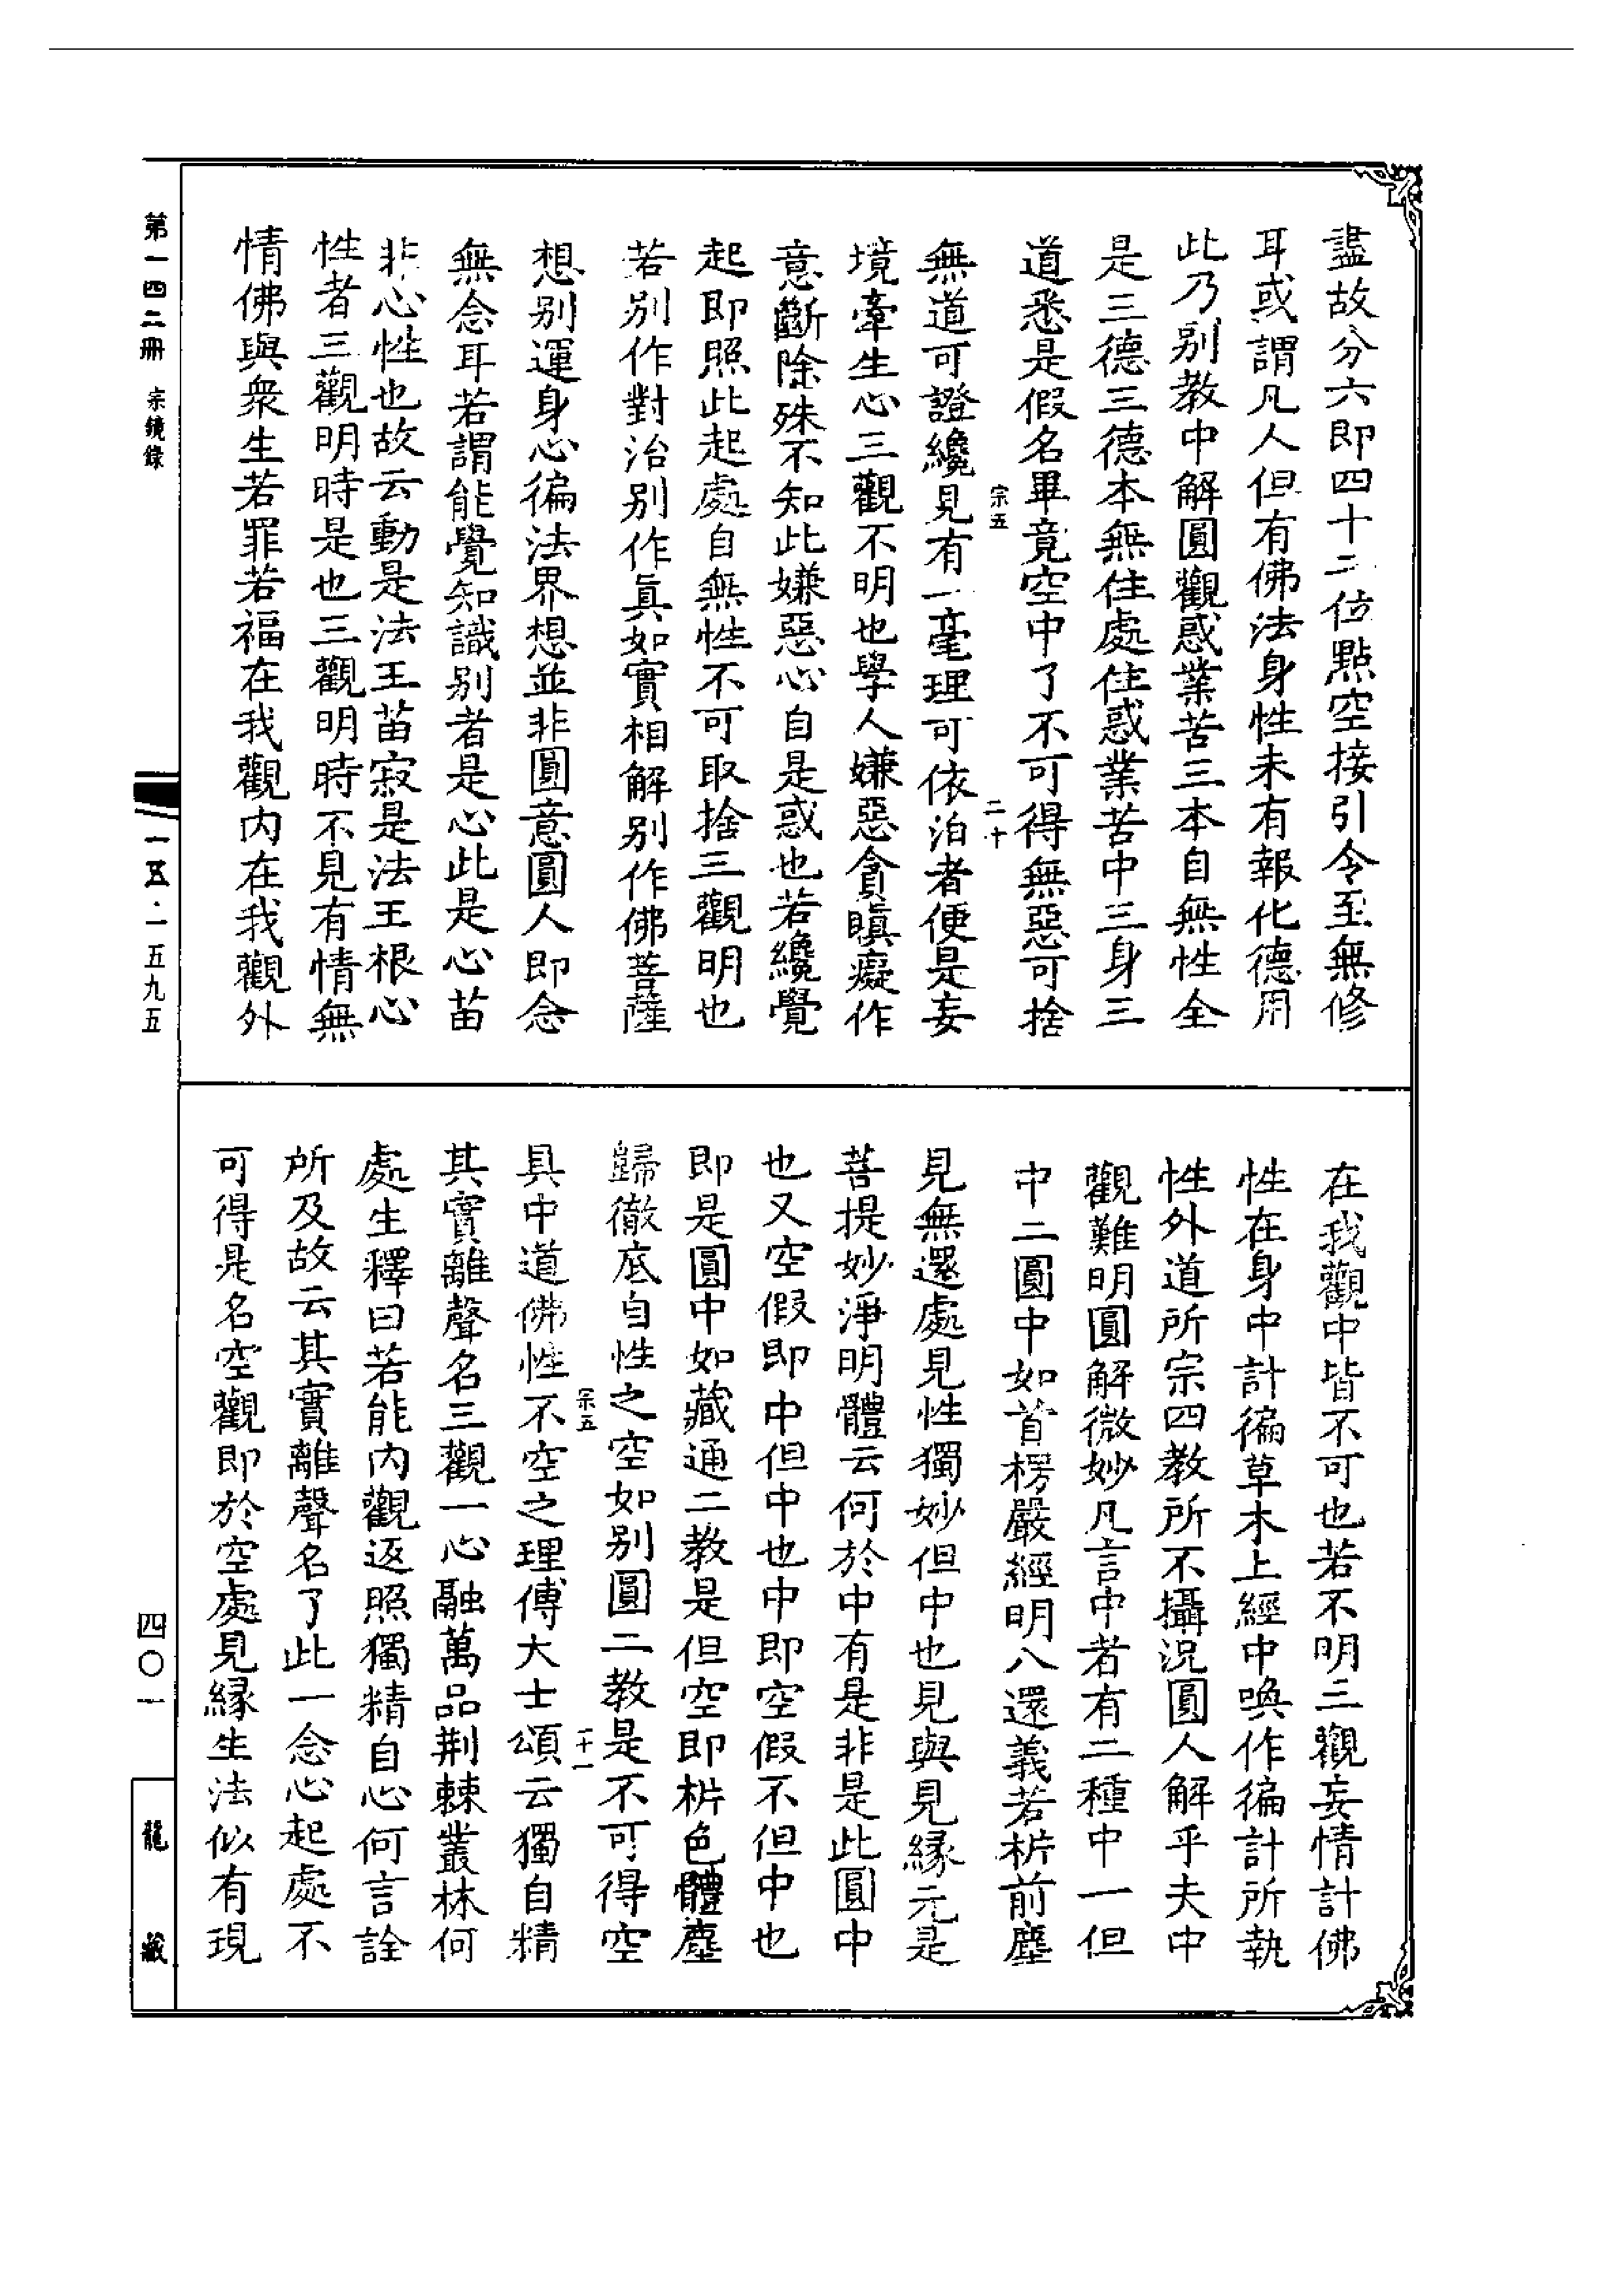 盡故分六即四十二位點空接引令至無修
耳或謂凡人但有佛法身性未有報化德用
此乃別教中解圓觀惑業苦三本自無性全
是三德三德本無住處住惑業苦中三身三
道悉是假名畢竟空中了不可得無惡可捨
宗五
二十
無道可證纔見有一毫理可依泊者便是妄
境牽生心三觀不明也學人嫌惡貪瞋癡作
意斷除殊不知此嫌惡心自是惑也若纔覺
起即照此起處自無性不可取捨三觀明也
若別作對治別作真如實相解別作佛菩薩
想別運身心徧法界想並非圓意圓人即念
無念耳若謂能覺知識別者是心此是心苗
非心性也故云動是法王苗寂是法王根心
性者三觀明時是也三觀明時不見有情無
情佛與眾生若罪若福在我觀內在我觀外
在我觀中皆不可也若不明三觀妄情計佛
性在身中計徧草木上經中喚作徧計所執
性外道所宗四教所不攝況圓人解乎夫中
觀難明圓解微妙凡言中者有二種中一但
中二圓中如首楞嚴經明八還義若㭊前塵
見無還處見性獨妙但中也見與見緣元是
菩提妙淨明體云何於中有是非是此圓中
也又空假即中但中也中即空假不但中也
即是圓中如藏通二教是但空即㭊色體塵
歸徹底自性之空如別圓二教是不可得空
宗五
二十一
具中道佛性不空之理傅大士頌云獨自精
其實離聲名三觀一心融萬品荆棘叢林何
處生釋曰若能內觀返照獨精自心何言詮
所及故云其實離聲名了此一念心起處不
可得是名空觀即於空處見緣生法似有現
第一四二冊 宗鏡錄
一五·一五九五
四〇一
龍藏